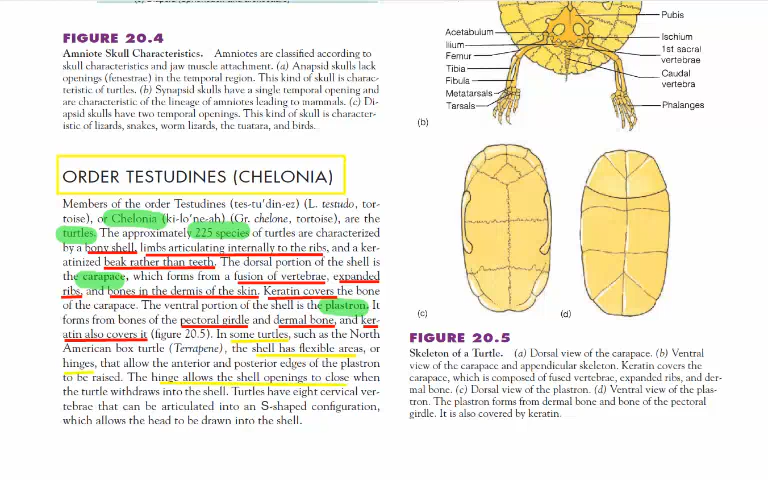 FIGURE 20.4
Amniote Skull Characteristics. Amniotes are classified according to
skull characteristics and jaw muscle attachment. (a) Anapsid skulls lack
openings (fenestrae) in the temporal region. This kind of skull is charac-
teristic of turtles. (b) Synapsid skulls have a single temporal opening and
are characteristic of the lineage of amniotes leading to mammals. (c) Di-
apsid skulls have two temporal openings. This kind of skull is character-
istic of lizards, snakes, worm lizards, the tuatara, and birds.
ORDER TESTUDINES (CHELONIA)
Members of the order Testudines (tes-tu'din-ez) (L. testudo, tor-
toise), or Chelonia (ki-lo'ne-ah) (Gr. chelone, tortoise), are the
turtles. The approximately 225 species of turtles are characterized
by a bony shell, limbs articulating internally to the ribs, and a ker-
atinized beak rather than teeth. The dorsal portion of the shell is
the carapace, which forms from a fusion of vertebrae, expanded
ribs, and bones in the dermis of the skin. Keratin covers the bone
of the carapace. The ventral portion of the shell is the plastron. It
forms from bones of the pectoral girdle and dermal bone, and ker-
atin also covers it (figure 20.5). In some turtles, such as the North
American box turtle (Terrapene), the shell has flexible areas, or
hinges, that allow the anterior and posterior edges of the plastron
to be raised. The hinge allows the shell openings to close when
the turtle withdraws into the shell. Turtles have eight cervical ver-
tebrae that can be articulated into an S-shaped configuration,
which allows the head to be drawn into the shell.
Acetabulum
Ilium
Femur
Tibia
Fibula
Metatarsals
Tarsals
Pubis
Ischium
1st sacral
vertebrae
Caudal
vertebra
Phalanges
(b)
(c)
(d)
FIGURE 20.5
Skeleton of a Turtle. (a) Dorsal view of the carapace. (b) Ventral
view of the carapace and appendicular skeleton. Keratin covers the
carapace, which is composed of fused vertebrae, expanded ribs, and der-
mal bone. (c) Dorsal view of the plastron. (d) Ventral view of the plas-
tron. The plastron forms from dermal bone and bone of the pectoral
girdle. It is also covered by keratin.